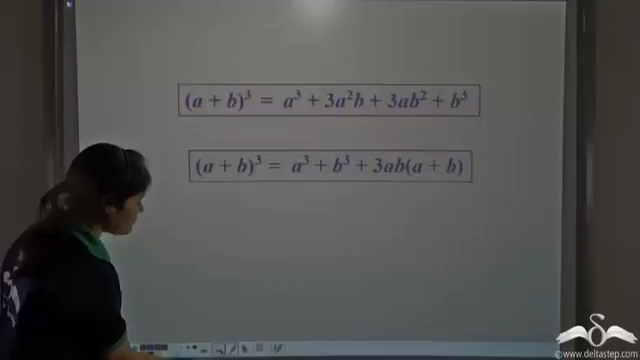 (a + b)³ = a³ + 3a²b + 3ab² + b³
(a + b)³ = a³ + b³ + 3ab(a + b)
©www.deltastep.com